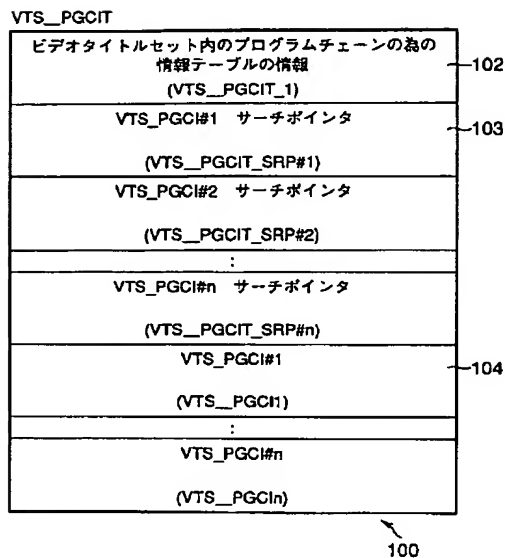 VTS_PGCIT
ビデオタイトルセット内のプログラムチェーンの為の
情報テーブルの情報
(VTS_PGCIT_1)
102
VTS_PGCI#1 サーチポインタ
103
(VTS_PGCIT_SRP#1)
VTS_PGCI#2 サーチポインタ
(VTS_PGCIT_SRP#2)
:
VTS_PGCI#n サーチポインタ
(VTS_PGCIT_SRP#n)
VTS_PGCI#1
104
(VTS_PGCI1)
:
VTS_PGCI#n
(VTS_PGCIn)
100